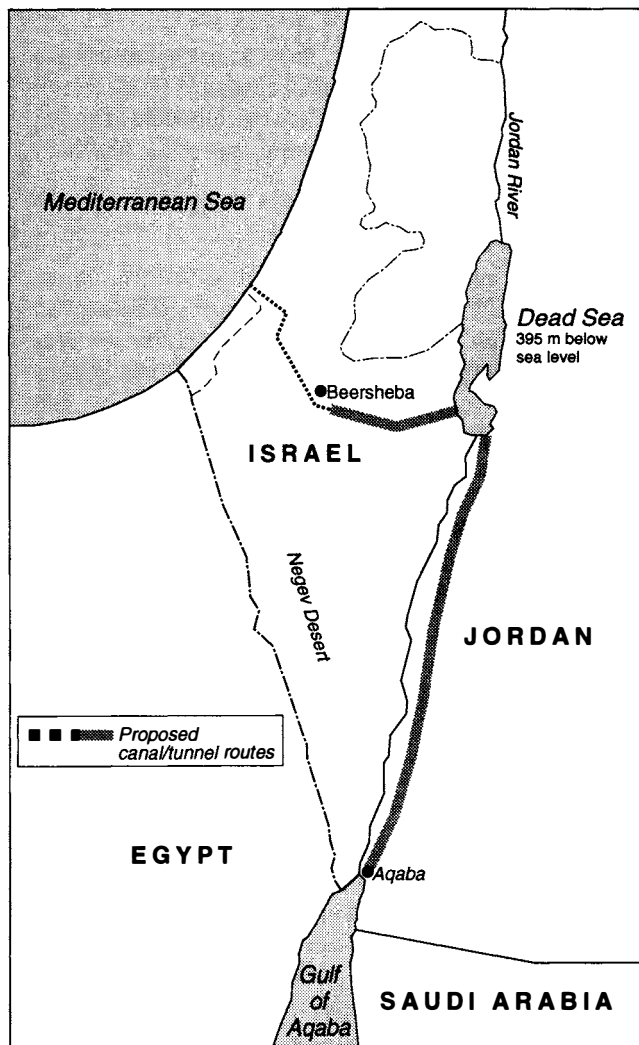 Mediterranean Sea
Jordan River
Dead Sea
395 m below
sea level
Beersheba
ISRAEL
Negev Desert
JORDAN
Proposed
canal/tunnel routes
EGYPT
Aqaba
Gulf
of
Aqaba
SAUDI ARABIA